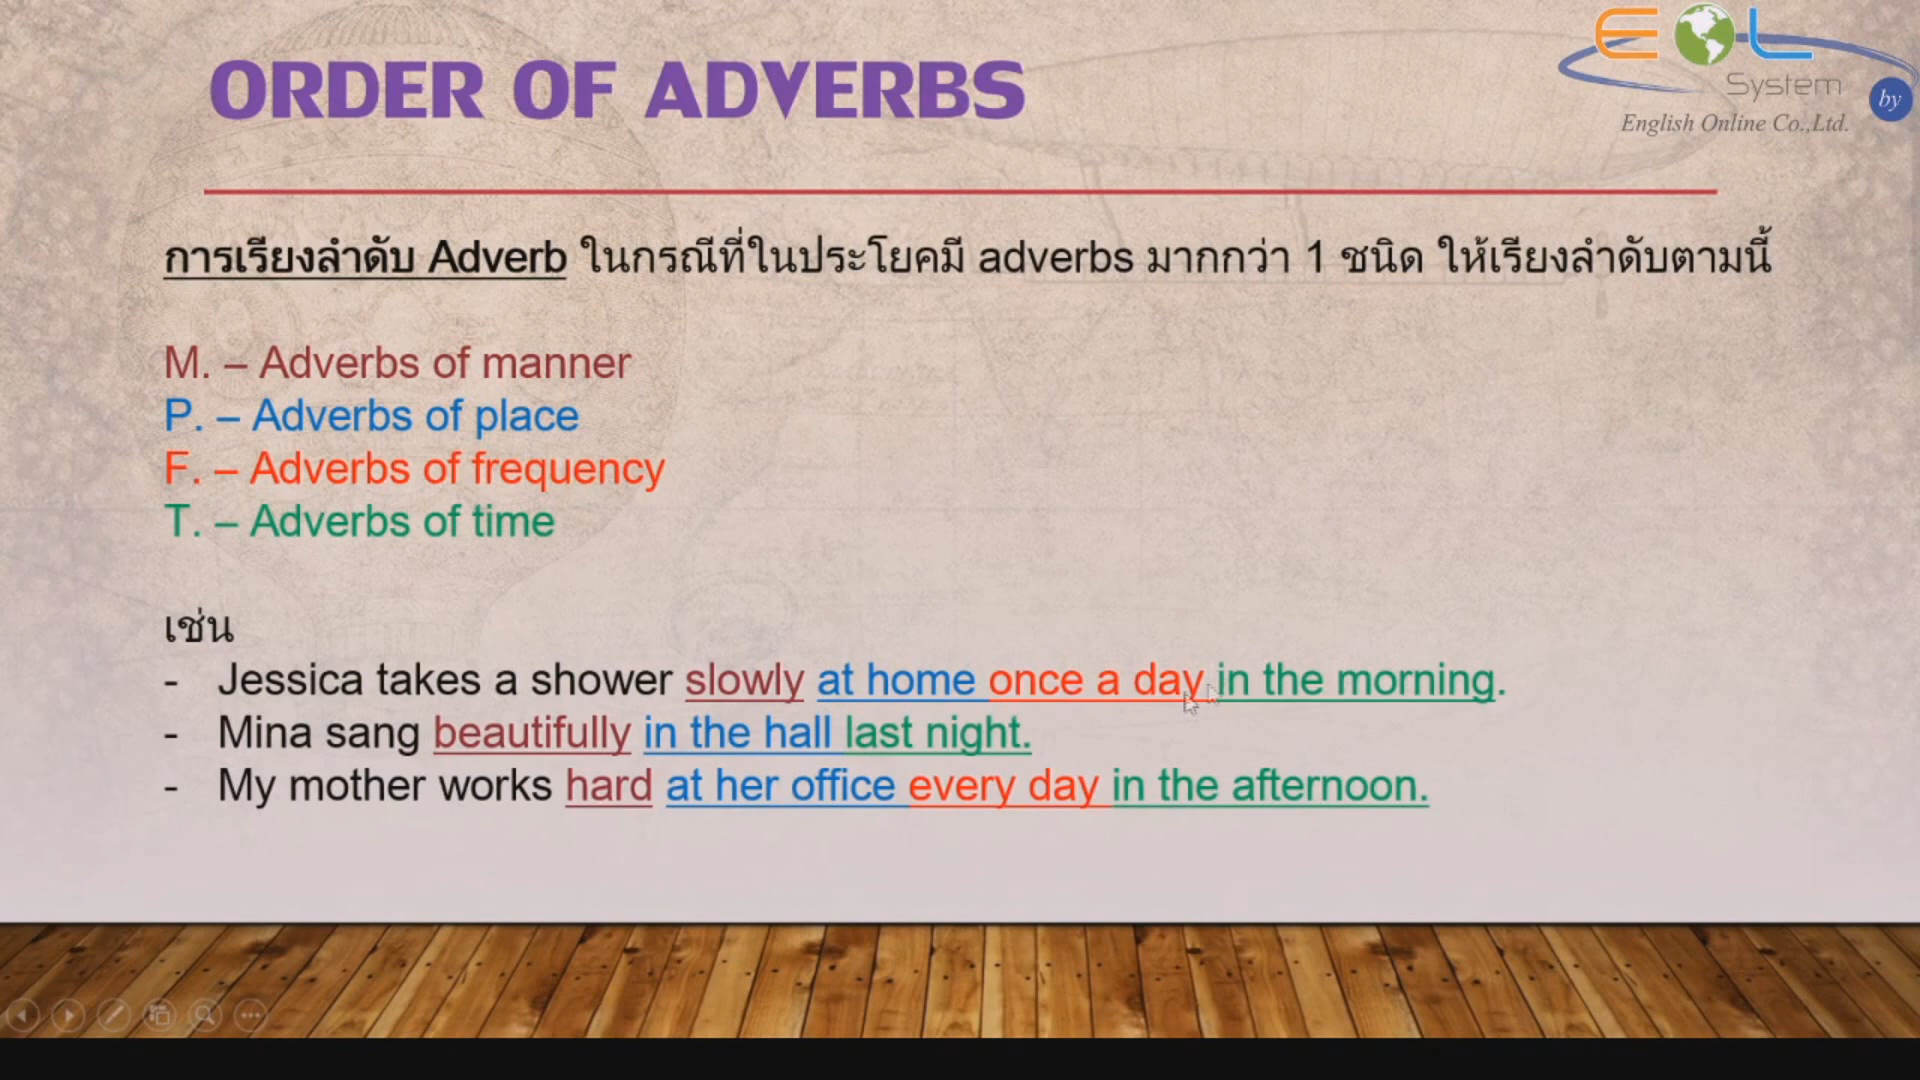 EOL
System
by
English Online Co.,Ltd.
ORDER OF ADVERBS
การเรียงลำดับ Adverb ในกรณีที่ในประโยคมี adverbs มากกว่า 1 ชนิด ให้เรียงลำดับตามนี้
M. – Adverbs of manner
P. – Adverbs of place
F. – Adverbs of frequency
T. – Adverbs of time
เช่น
- Jessica takes a shower slowly at home once a day in the morning.
- Mina sang beautifully in the hall last night.
- My mother works hard at her office every day in the afternoon.